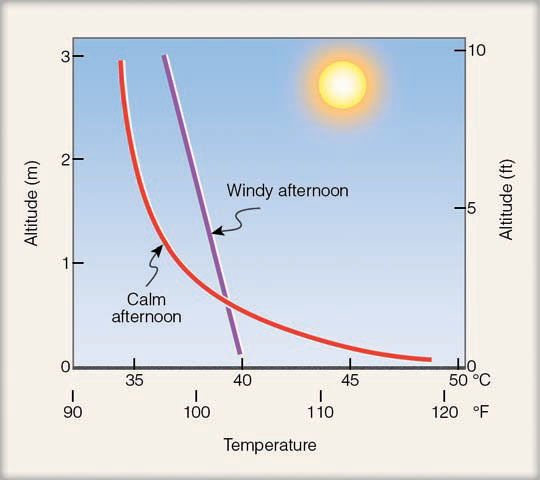 3
10
2
Altitude (m)
Windy afternoon
5
Altitude (ft)
1
Calm
afternoon
0
0
35
40
45
50 °C
90
100
110
120 °F
Temperature